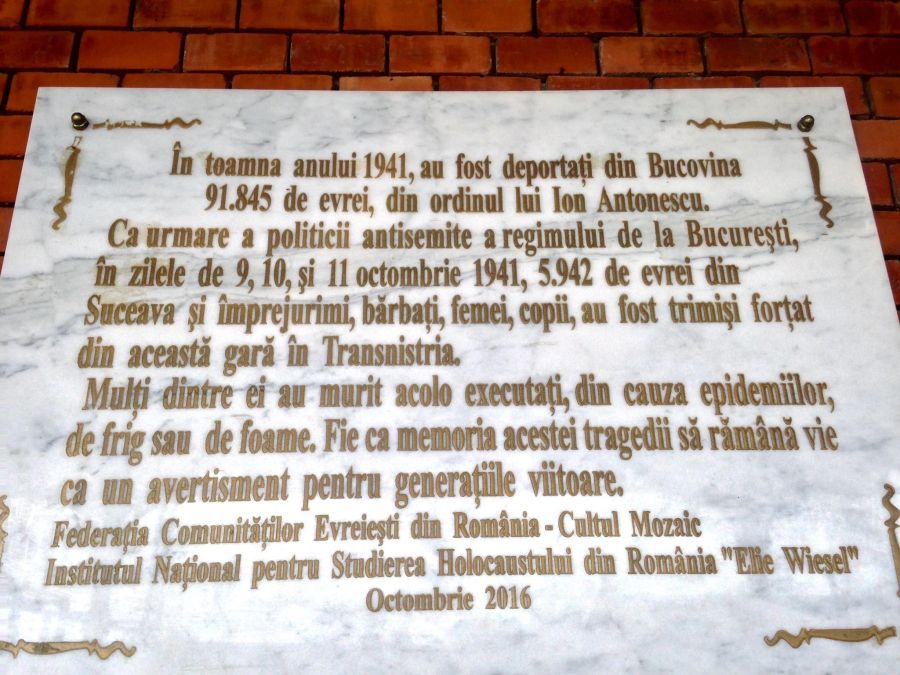 În toamna anului 1941, au fost deportați din Bucovina
91.845 de evrei, din ordinul lui Ion Antonescu.
Ca urmare a politicii antisemite a regimului de la București,
în zilele de 9, 10, și 11 octombrie 1941, 5.942 de evrei din
Suceava și împrejurimi, bărbați, femei, copii, au fost trimiși forțat
din această gară în Transnistria.
Mulți dintre ei au murit acolo executați, din cauza epidemiilor,
de frig sau de foame. Fie ca memoria acestei tragedii să rămână vie
ca un avertisment pentru generațiile viitoare.
Federația Comunităților Evreiești din România - Cultul Mozaic
Institutul Național pentru Studierea Holocaustului din România "Elie Wiesel"
Octombrie 2016